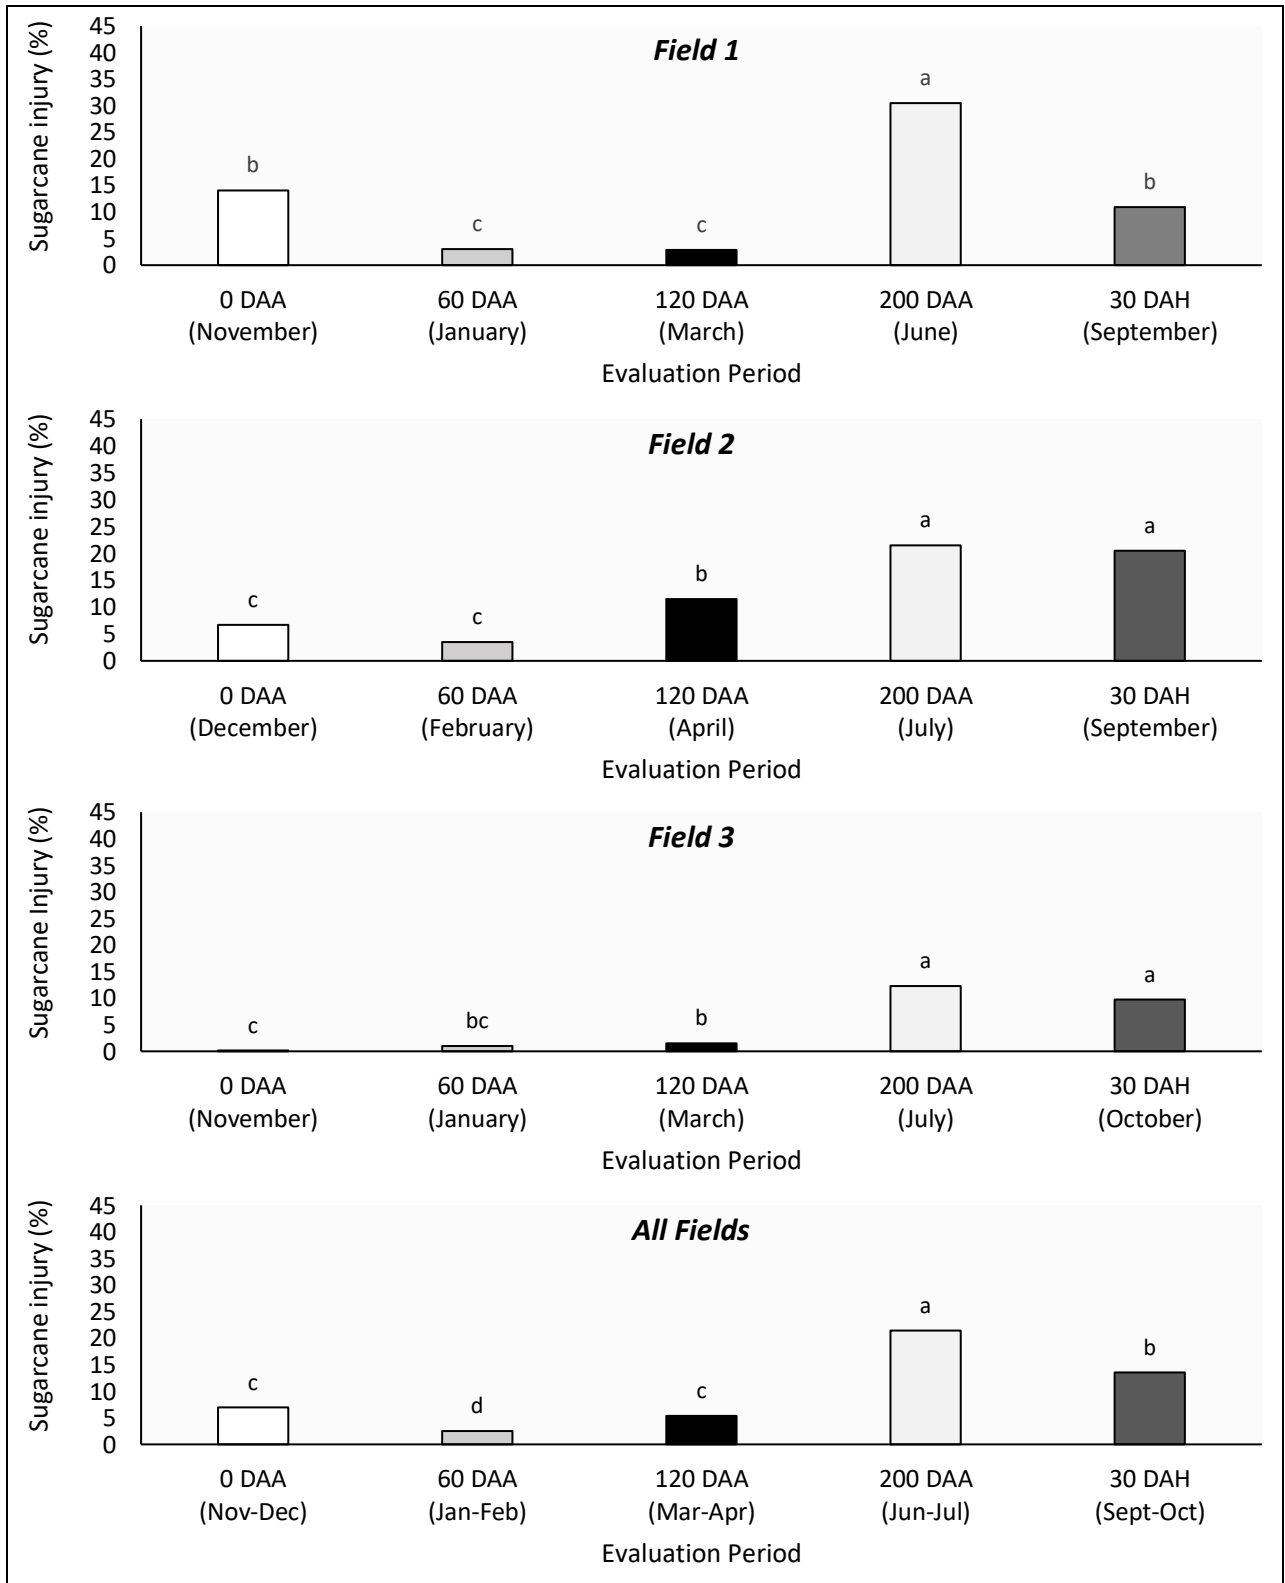 Field 1
Sugarcane injury (%)
45
40
35
30
25
20
15
10
5
0
b
c
c
a
b
0 DAA 60 DAA 120 DAA 200 DAA 30 DAH
(November) (January) (March) (June) (September)
Evaluation Period
Field 2
Sugarcane injury (%)
45
40
35
30
25
20
15
10
5
0
c
c
b
a
a
0 DAA 60 DAA 120 DAA 200 DAA 30 DAH
(December) (February) (April) (July) (September)
Evaluation Period
Field 3
Sugarcane Injury (%)
45
40
35
30
25
20
15
10
5
0
c
bc
b
a
a
0 DAA 60 DAA 120 DAA 200 DAA 30 DAH
(November) (January) (March) (July) (October)
Evaluation Period
All Fields
Sugarcane injury (%)
45
40
35
30
25
20
15
10
5
0
c
d
c
a
b
0 DAA 60 DAA 120 DAA 200 DAA 30 DAH
(Nov-Dec) (Jan-Feb) (Mar-Apr) (Jun-Jul) (Sept-Oct)
Evaluation Period